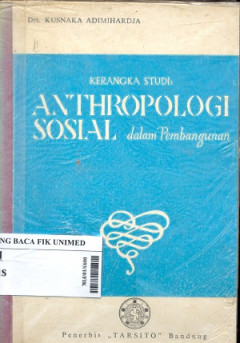 Drs. KUSNAKA ADIMIHARDJA
KERANGKA STUDI:
ANTHROPOLOGI
SOSIAL dalam Pembangunan
NG BACA FIK UNIMED
Penerbit „TARSITO" Bandung